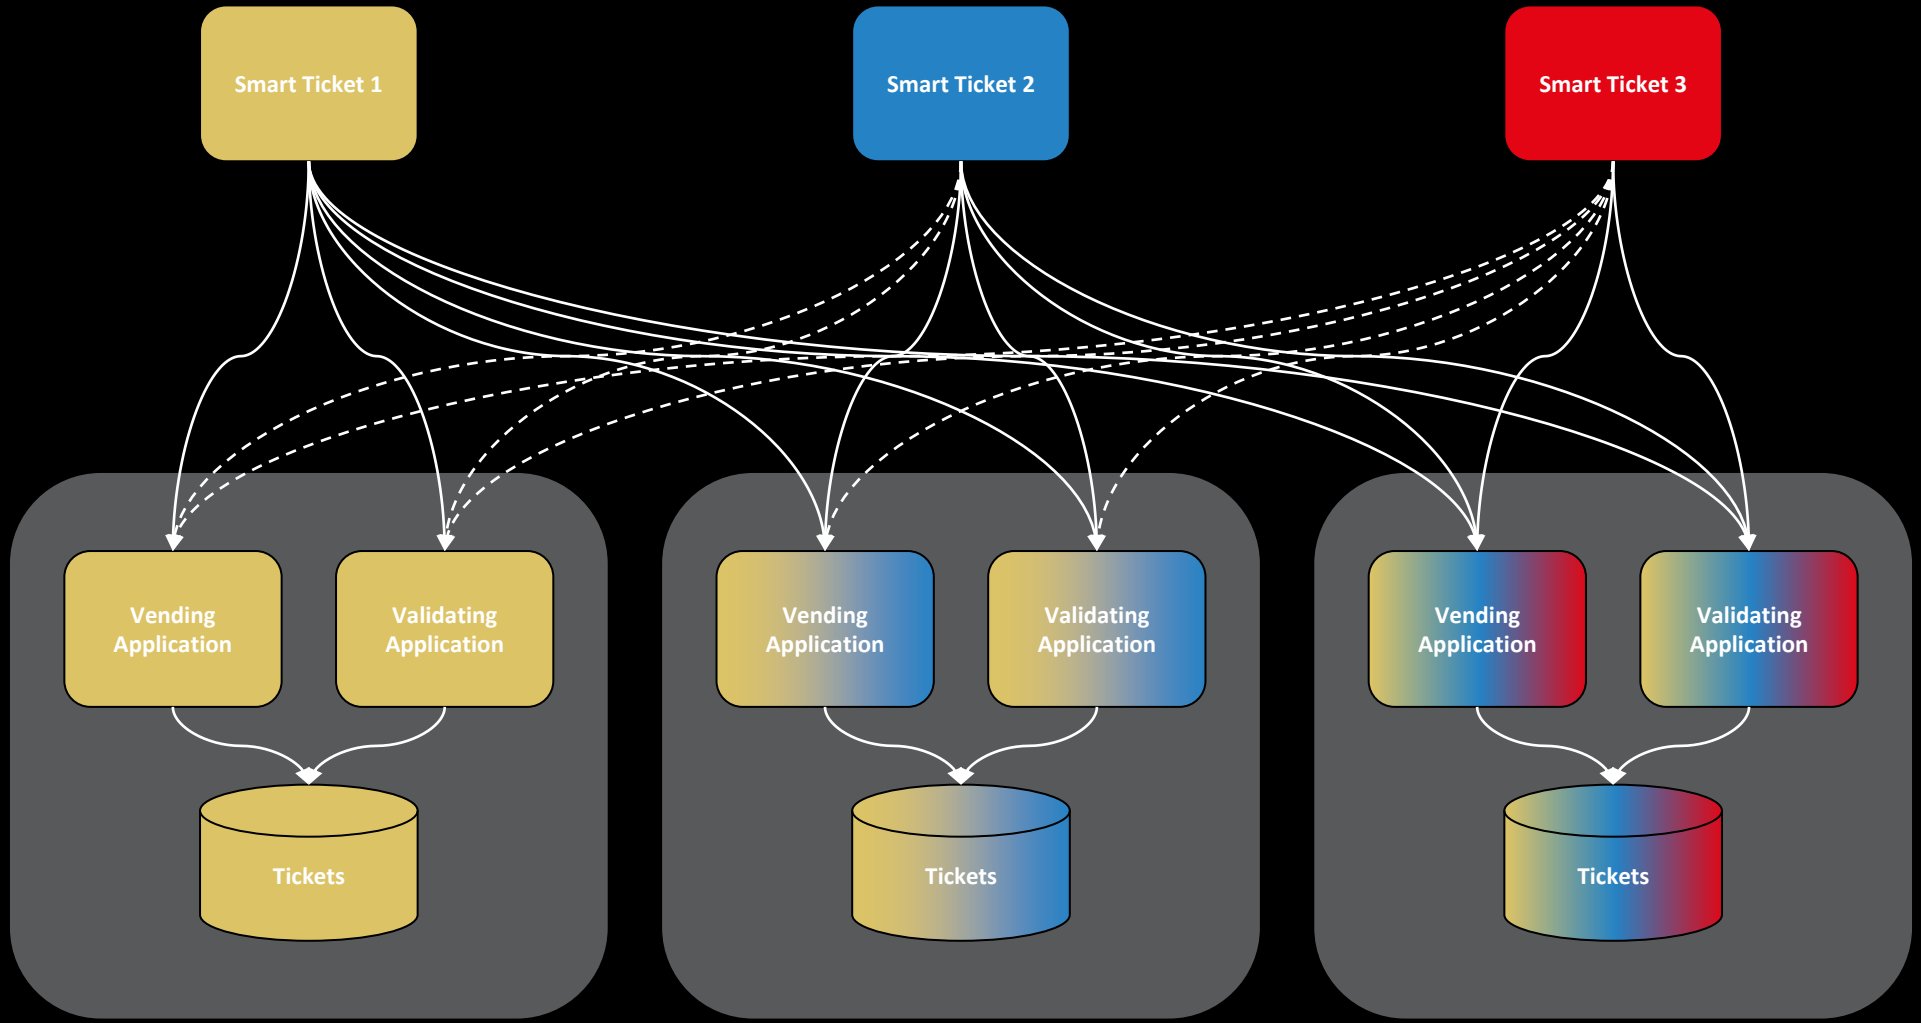 Smart Ticket 1
Smart Ticket 2
Smart Ticket 3
Vending
Application
Validating
Application
Vending
Application
Validating
Application
Vending
Application
Validating
Application
Tickets
Tickets
Tickets